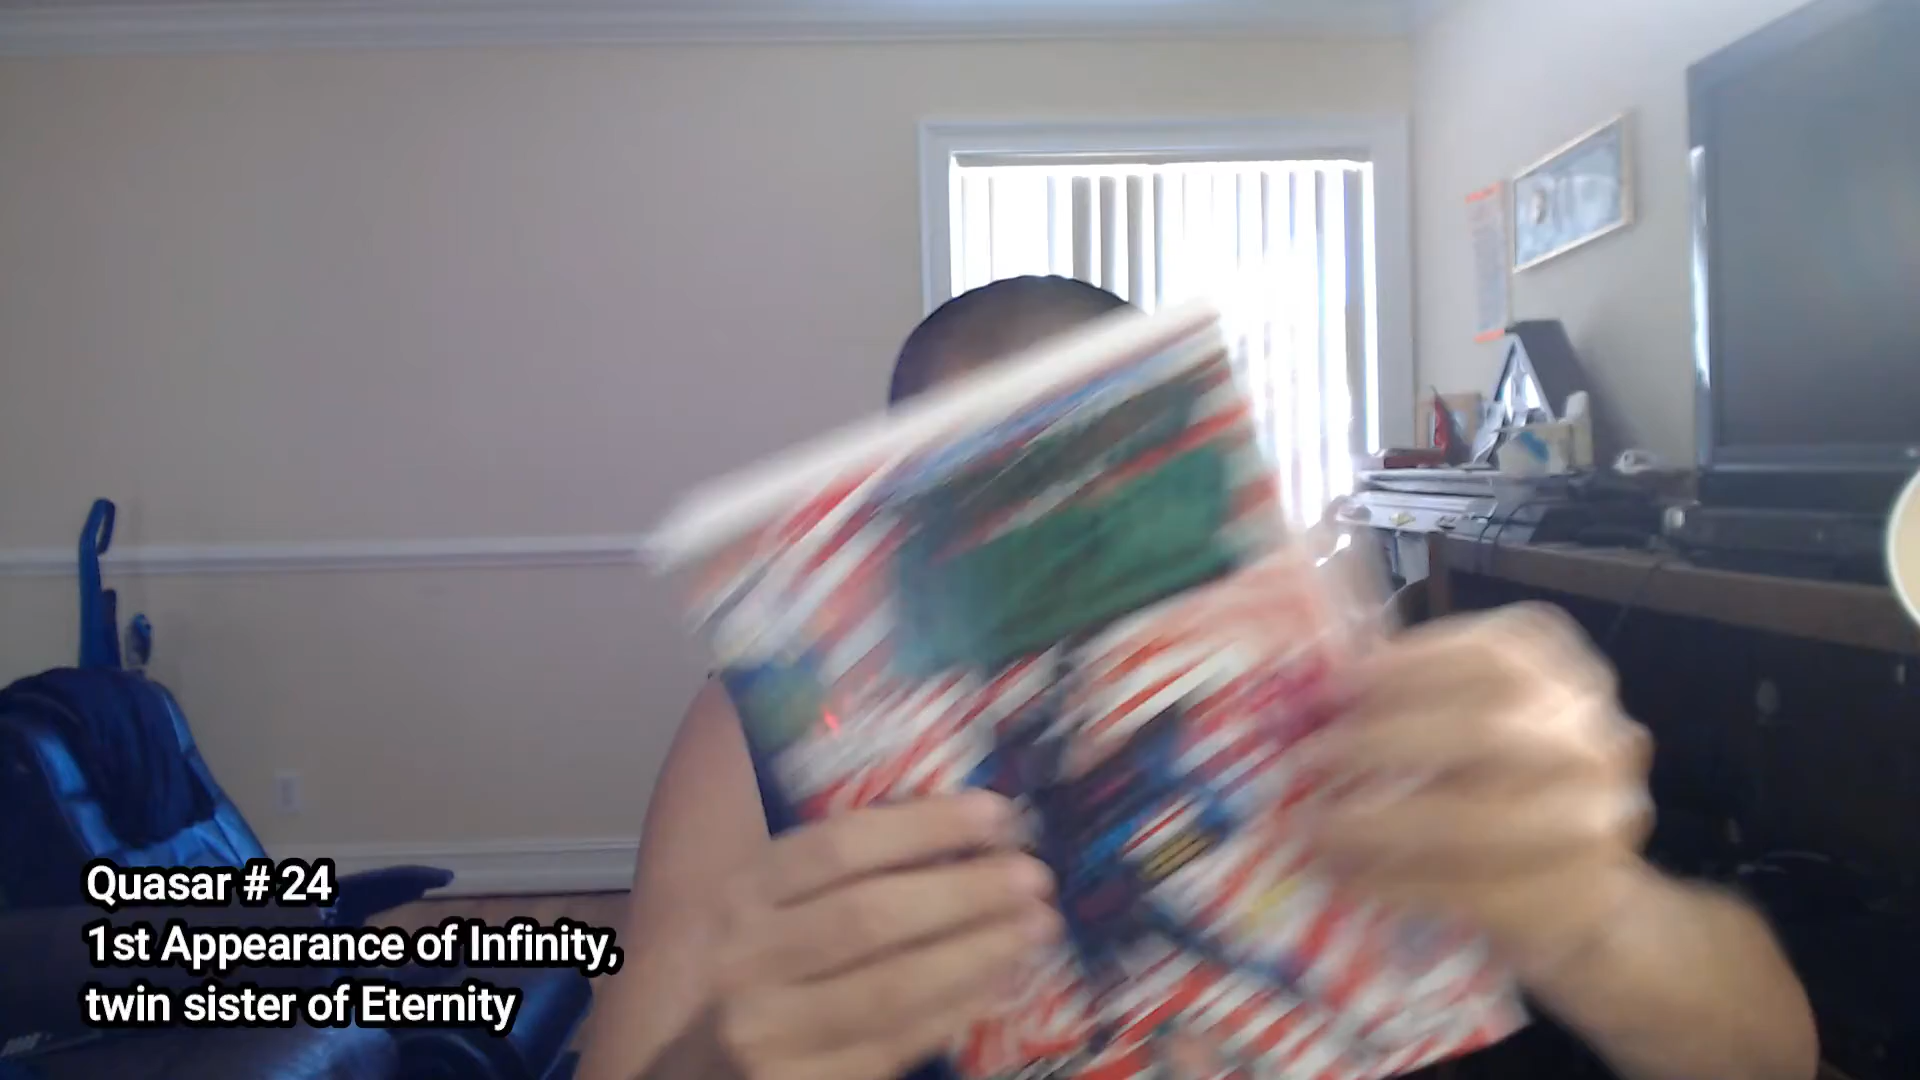 Quasar # 24
1st Appearance of Infinity,
twin sister of Eternity